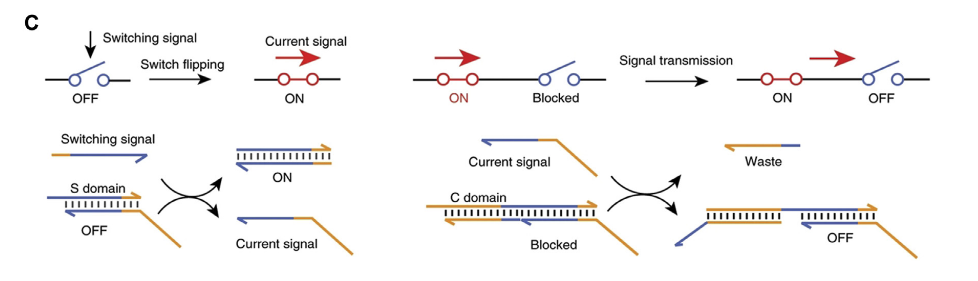 C
Switching signal
Switch flipping
OFF
Current signal
ON
ON
Blocked
Signal transmission
ON
OFF
Switching signal
S domain
OFF
ON
Current signal
Current signal
C domain
Blocked
Waste
OFF